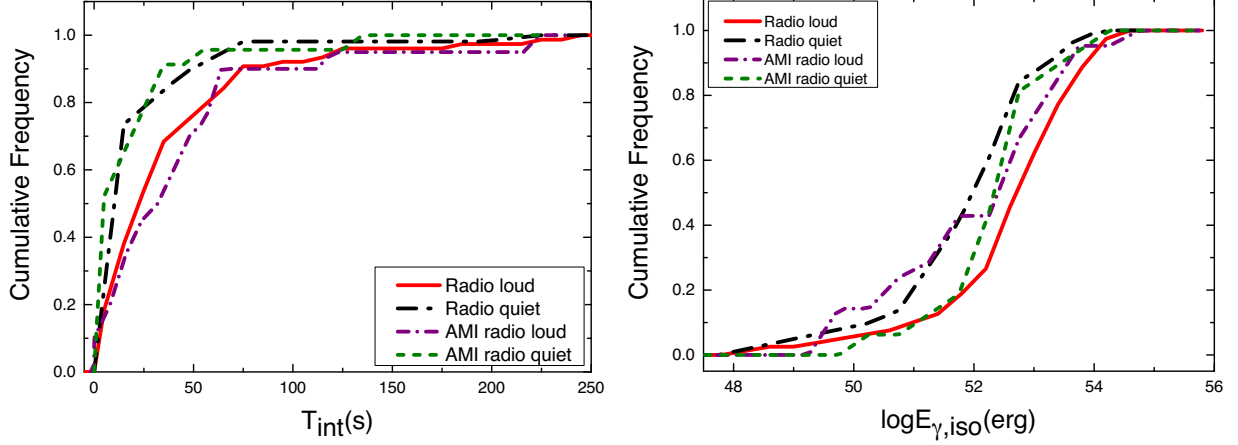 Cumulative Frequency
1.0
0.8
0.6
0.4
0.2
0.0
0 50 100 150 200 250
T_int(s)
Radio loud
Radio quiet
AMI radio loud
AMI radio quiet
Cumulative Frequency
1.0
0.8
0.6
0.4
0.2
0.0
48 50 52 54 56
logE_γ,iso(erg)
Radio loud
Radio quiet
AMI radio loud
AMI radio quiet